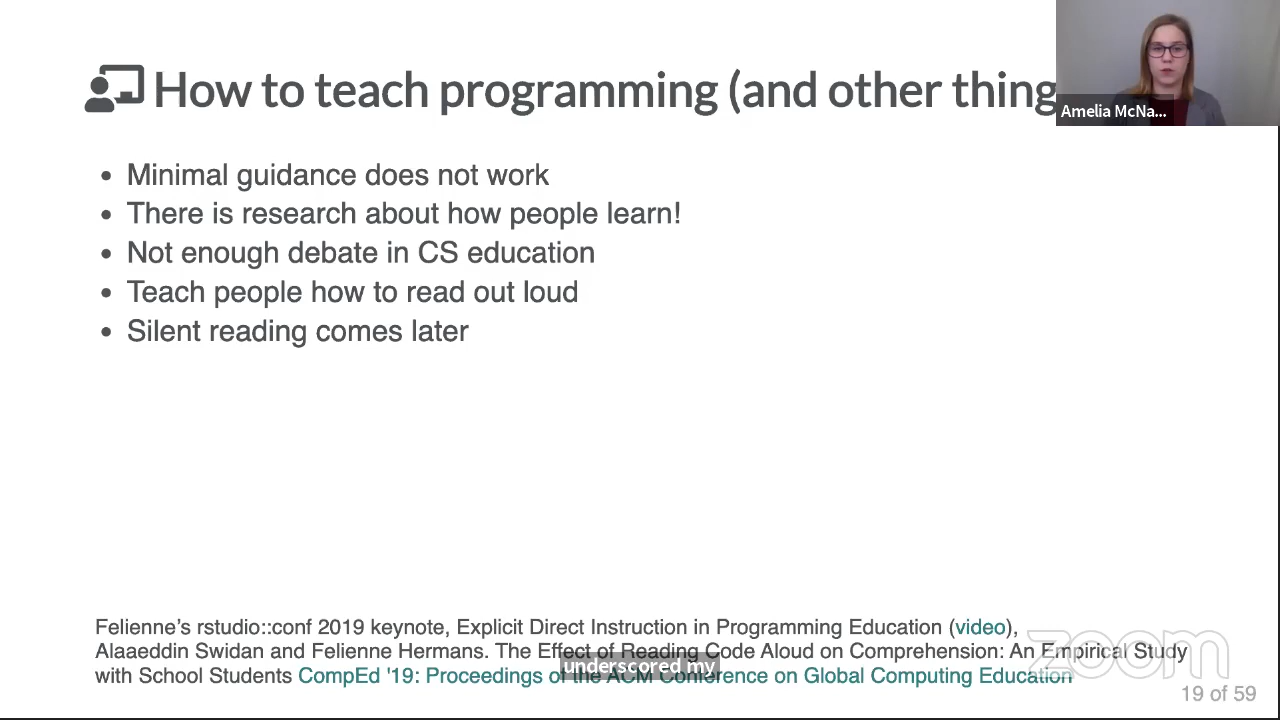 How to teach programming (and other thing
Amelia McNa...
• Minimal guidance does not work
• There is research about how people learn!
• Not enough debate in CS education
• Teach people how to read out loud
• Silent reading comes later
Felienne's rstudio::conf 2019 keynote, Explicit Direct Instruction in Programming Education (video),
Alaaeddin Swidan and Felienne Hermans. The Effect of Reading Code Aloud on Comprehension: An Empirical Study
with School Students CompEd '19: Proceedings of the ACM Conference on Global Computing Education
underscored my
zoom
19 of 59